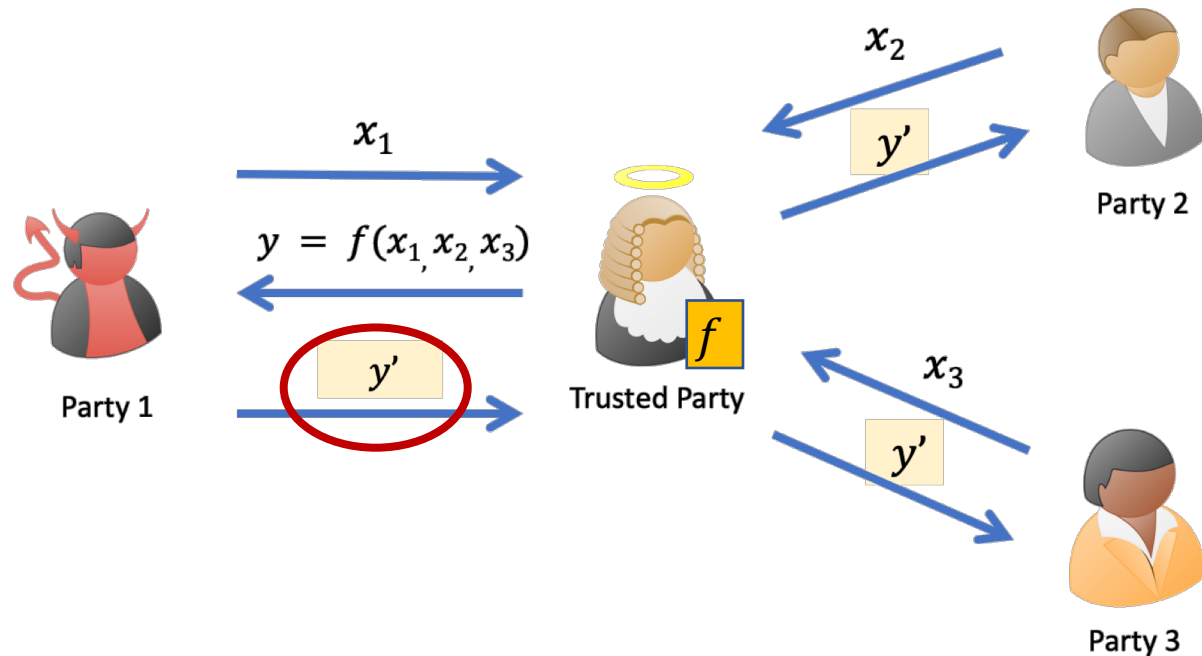 x₂
y'
Party 2
x₁
y = f(x₁, x₂, x₃)
f
y'
Party 1
Trusted Party
x₃
y'
Party 3